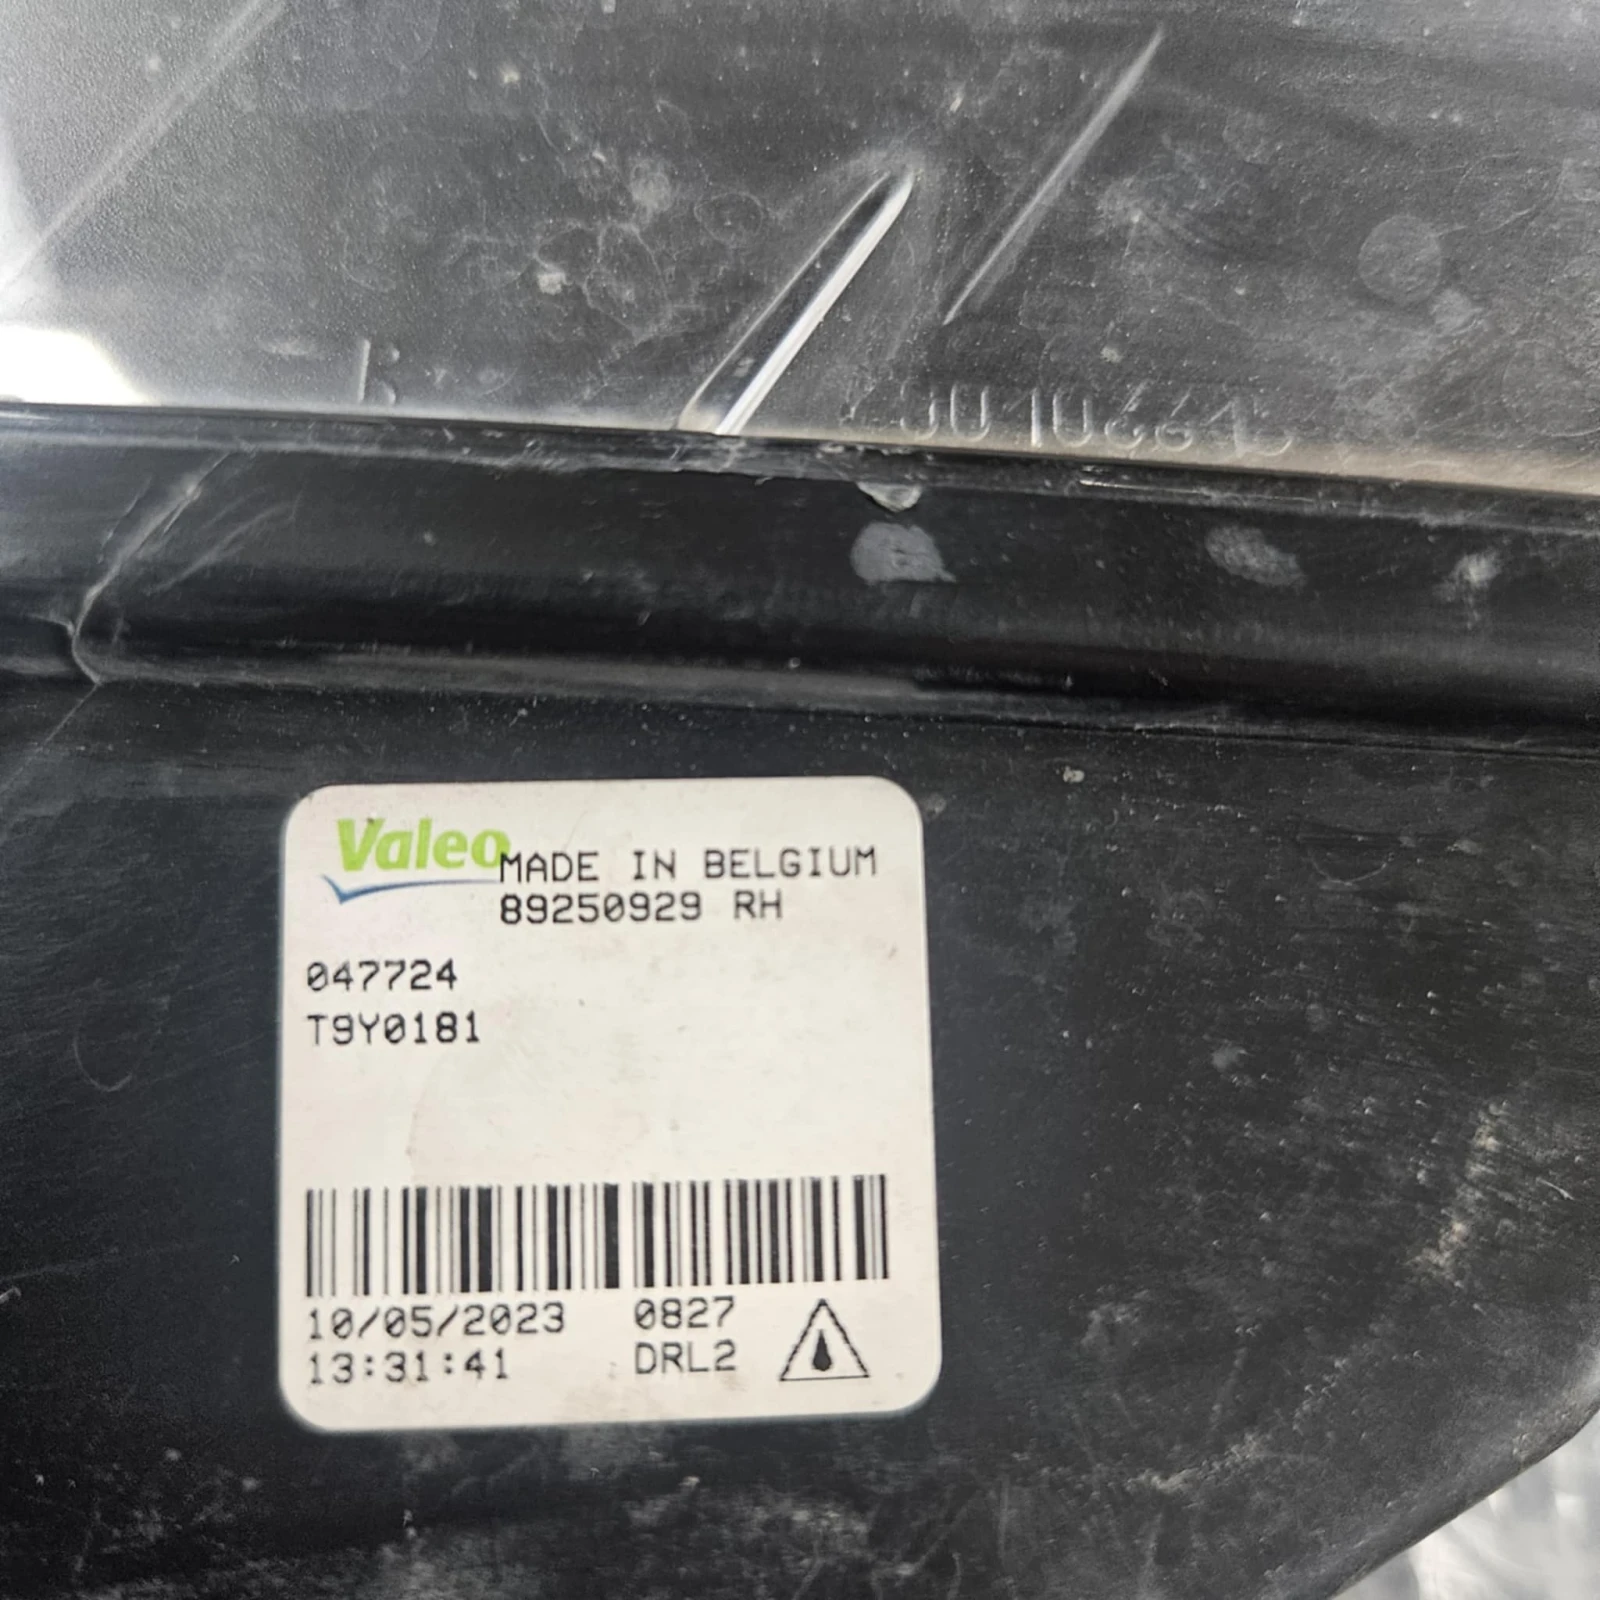 Valeo
MADE IN BELGIUM
89250929 RH
047724
T9Y0181
10/05/2023 0827
13:31:41 DRL2